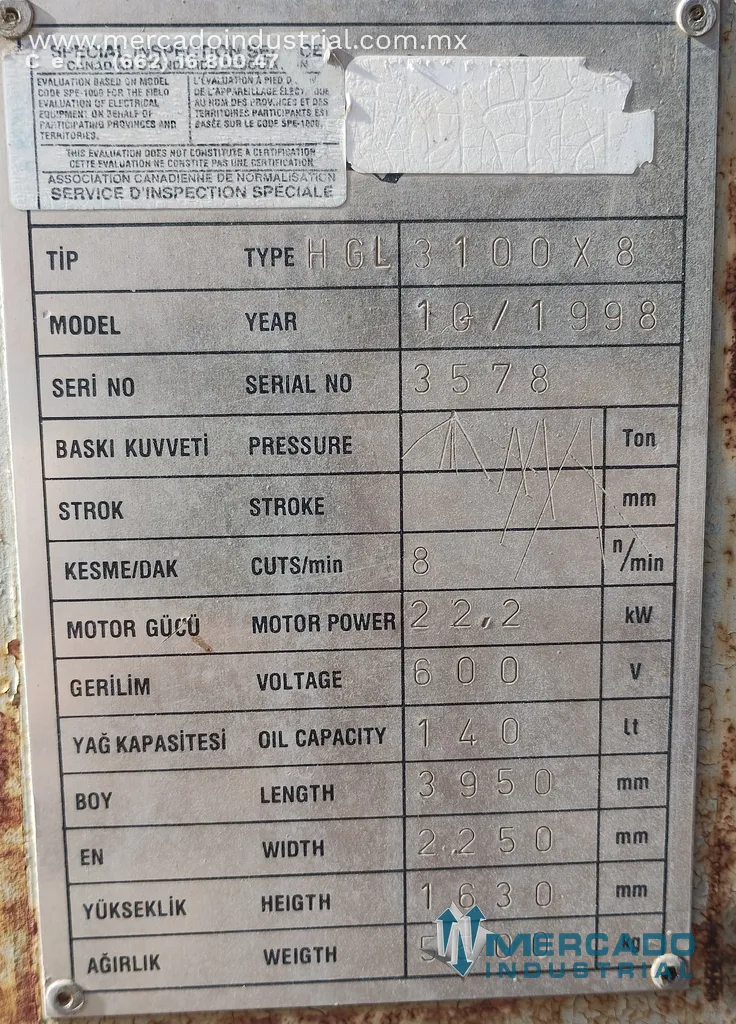 www.mercadoindustrial.com.mx
SPECIAL INSPECTION
EVALUATION BASED ON MODEL
CODE SPE-1000 FOR THE FIELD
EVALUATION OF ELECTRICAL
EQUIPMENT ON BEHALF OF
PARTICIPATING PROVINCES AND
TERRITORIES.
L'ÉVALUATION A PIED
DE L'APPAREILLAGE
AU NOM DES PROVINCES ET DES
TERRITOIRES PARTICIPANTS EST
BASÉE SUR LE CODE SPE-1000.
THIS EVALUATION DOES NOT CONSTITUTE A CERTIFICATION
CETTE ÉVALUATION NE CONSTITE PAS UNE CERTIFICATION
ASSOCIATION CANADIENNE DE NORMALISATION
SERVICE D'INSPECTION SPÉCIALE
TİP TYPE HGL 3100X8
MODEL YEAR 10/1998
SERİ NO SERIAL NO 3578
BASKI KUVVETİ PRESSURE Ton
STROK STROKE mm
KESME/DAK CUTS/min 8 n/min
MOTOR GÜCÜ MOTOR POWER 22,2 kW
GERİLİM VOLTAGE 600 V
YAĞ KAPASİTESİ OIL CAPACITY 140 Lt
BOY LENGTH 3950 mm
EN WIDTH 2250 mm
YÜKSEKLİK HEIGTH 1630 mm
AĞIRLIK WEIGTH kg
MERCADO
INDUSTRIAL